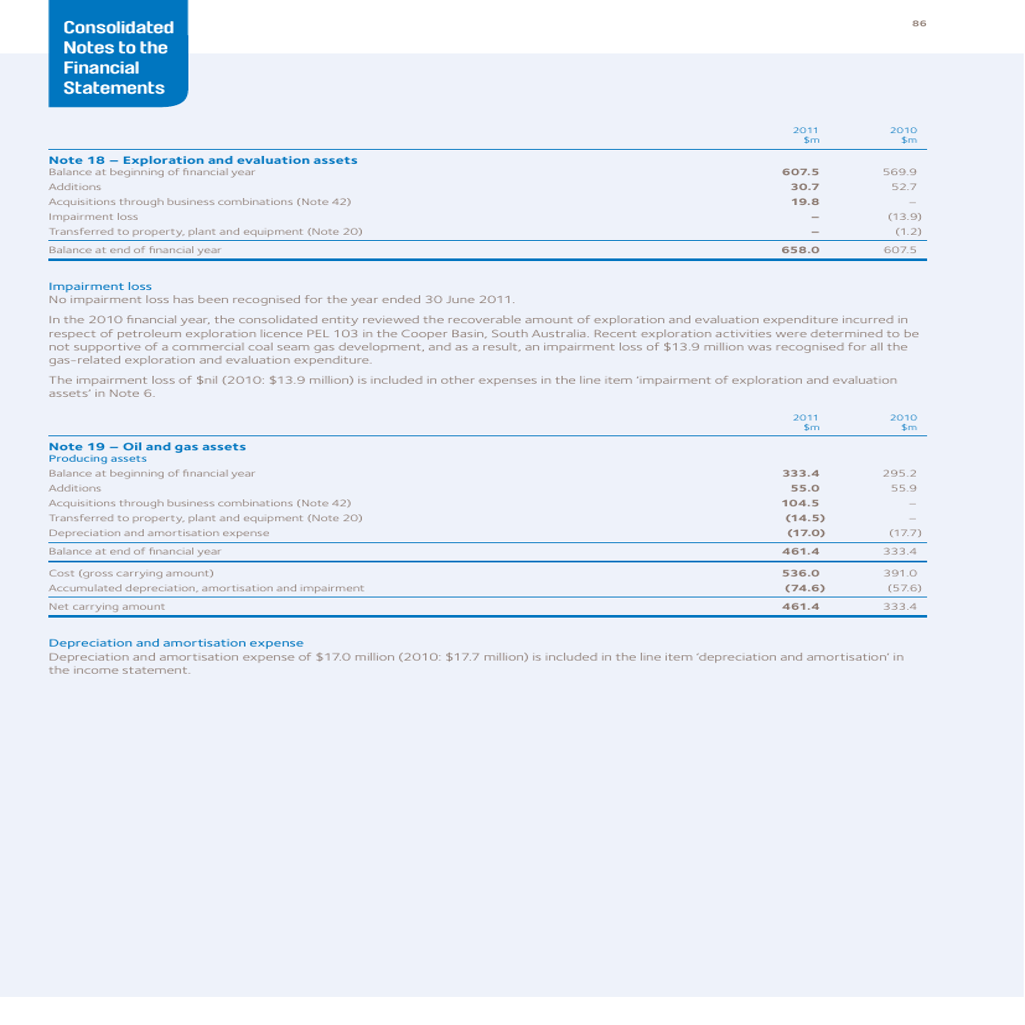 Consolidated
Notes to the
Financial
Statements
86
2011 2010
$m $m
Note 18 – Exploration and evaluation assets
Balance at beginning of financial year 607.5 569.9
Additions 30.7 52.7
Acquisitions through business combinations (Note 42) 19.8 –
Impairment loss – (13.9)
Transferred to property, plant and equipment (Note 20) – (1.2)
Balance at end of financial year 658.0 607.5
Impairment loss
No impairment loss has been recognised for the year ended 30 June 2011.
In the 2010 financial year, the consolidated entity reviewed the recoverable amount of exploration and evaluation expenditure incurred in
respect of petroleum exploration licence PEL 103 in the Cooper Basin, South Australia. Recent exploration activities were determined to be
not supportive of a commercial coal seam gas development, and as a result, an impairment loss of $13.9 million was recognised for all the
gas-related exploration and evaluation expenditure.
The impairment loss of $nil (2010: $13.9 million) is included in other expenses in the line item ‘impairment of exploration and evaluation
assets’ in Note 6.
2011 2010
$m $m
Note 19 – Oil and gas assets
Producing assets
Balance at beginning of financial year 333.4 295.2
Additions 55.0 55.9
Acquisitions through business combinations (Note 42) 104.5 –
Transferred to property, plant and equipment (Note 20) (14.5) –
Depreciation and amortisation expense (17.0) (17.7)
Balance at end of financial year 461.4 333.4
Cost (gross carrying amount) 536.0 391.0
Accumulated depreciation, amortisation and impairment (74.6) (57.6)
Net carrying amount 461.4 333.4
Depreciation and amortisation expense
Depreciation and amortisation expense of $17.0 million (2010: $17.7 million) is included in the line item ‘depreciation and amortisation’ in
the income statement.